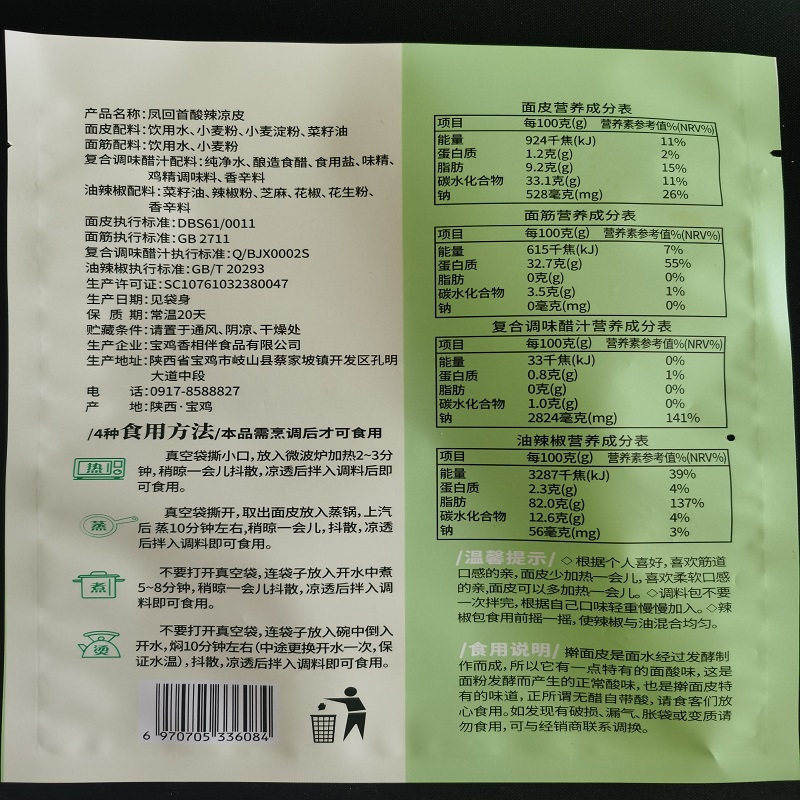 产品名称:凤回首酸辣凉皮
面皮配料:饮用水、小麦粉、小麦淀粉、菜籽油
面筋配料:饮用水、小麦粉
复合调味醋汁配料:纯净水、酿造食醋、食用盐、味精、
鸡精调味料、香辛料
油辣椒配料:菜籽油、辣椒粉、芝麻、花椒、花生粉、
香辛料
面皮执行标准:DBS61/0011
面筋执行标准:GB 2711
复合调味醋汁执行标准:Q/BJX0002S
油辣椒执行标准:GB/T 20293
生产许可证:SC10761032380047
生产日期:见袋身
保 质 期:常温20天
贮藏条件:请置于通风、阴凉、干燥处
生产企业:宝鸡香相伴食品有限公司
生产地址:陕西省宝鸡市岐山县蔡家坡镇开发区孔明
大道中段
电 话:0917-8588827
产 地:陕西·宝鸡
/4种食用方法/本品需烹调后才可食用
热
真空袋撕小口,放入微波炉加热2~3分
钟,稍晾一会儿抖散,凉透后拌入调料后即
可食用。
蒸
真空袋撕开,取出面皮放入蒸锅,上汽
后 蒸10分钟左右,稍晾一会儿,抖散,凉透
后拌入调料即可食用。
煮
不要打开真空袋,连袋子放入开水中煮
5~8分钟,稍晾一会儿抖散,凉透后拌入调
料即可食用。
烫
不要打开真空袋,连袋子放入碗中倒入
开水,焖10分钟左右(中途更换开水一次,保
证水温),抖散,凉透后拌入调料即可食用。
6 970705 336084
面皮营养成分表
项目 每100克(g) 营养素参考值%(NRV%)
能量 924千焦(kJ) 11%
蛋白质 1.2克(g) 2%
脂肪 9.2克(g) 15%
碳水化合物 33.1克(g) 11%
钠 528毫克(mg) 26%
面筋营养成分表
项目 每100克(g) 营养素参考值%(NRV%)
能量 615千焦(kJ) 7%
蛋白质 32.7克(g) 55%
脂肪 0克(g) 0%
碳水化合物 3.5克(g) 1%
钠 0毫克(mg) 0%
复合调味醋汁营养成分表
项目 每100克(g) 营养素参考值%(NRV%)
能量 33千焦(kJ) 0%
蛋白质 0.8克(g) 1%
脂肪 0克(g) 0%
碳水化合物 1.0克(g) 0%
钠 2824毫克(mg) 141%
油辣椒营养成分表
项目 每100克(g) 营养素参考值%(NRV%)
能量 3287千焦(kJ) 39%
蛋白质 2.3克(g) 4%
脂肪 82.0克(g) 137%
碳水化合物 12.6克(g) 4%
钠 56毫克(mg) 3%
/温馨提示/ ◇根据个人喜好,喜欢筋道
口感的亲,面皮少加热一会儿,喜欢柔软口感
的亲,面皮可以多加热一会儿。◇调料包不要
一次拌完,根据自己口味轻重慢慢加入。◇辣
椒包食用前摇一摇,使辣椒与油混合均匀。
/食用说明/ 擀面皮是面水经过发酵制
作而成,所以它有一点特有的面酸味,这是
面粉发酵而产生的正常酸味,也是擀面皮特
有的味道,正所谓无醋自带酸,请食客们放
心食用。如发现有破损、漏气、胀袋或变质请
勿食用,可与经销商联系调换。